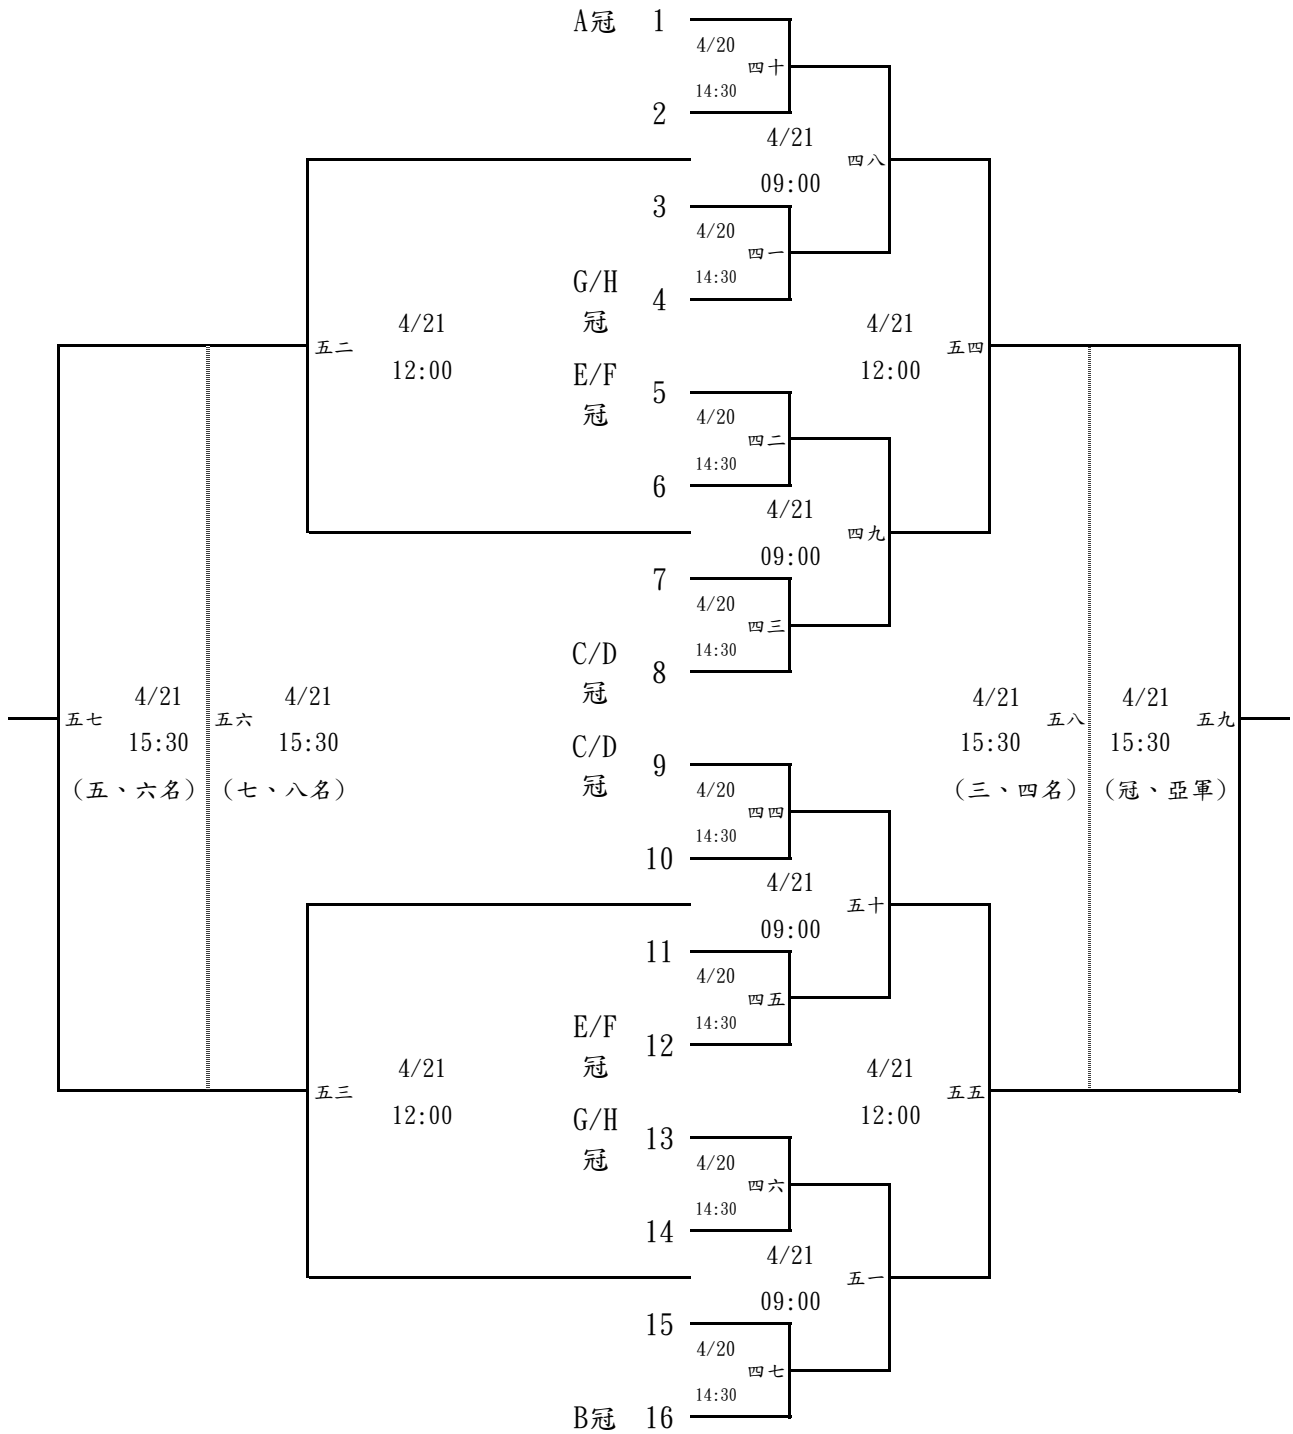 A冠 1
4/20
四十
14:30
2
4/21
四八
09:00
3
4/20
四一
14:30
G/H
冠
4
4/21
12:00
五二
4/21
12:00
五四
E/F
冠
5
4/20
四二
14:30
6
4/21
四九
09:00
7
4/20
四三
14:30
C/D
冠
8
五七
4/21
15:30
(五、六名)
五六
4/21
15:30
(七、八名)
4/21
15:30
五八
(三、四名)
4/21
15:30
五九
(冠、亞軍)
C/D
冠
9
4/20
四四
14:30
10
4/21
五十
09:00
11
4/20
四五
14:30
E/F
冠
12
4/21
12:00
五三
4/21
12:00
五五
G/H
冠
13
4/20
四六
14:30
14
4/21
五一
09:00
15
4/20
四七
14:30
B冠 16